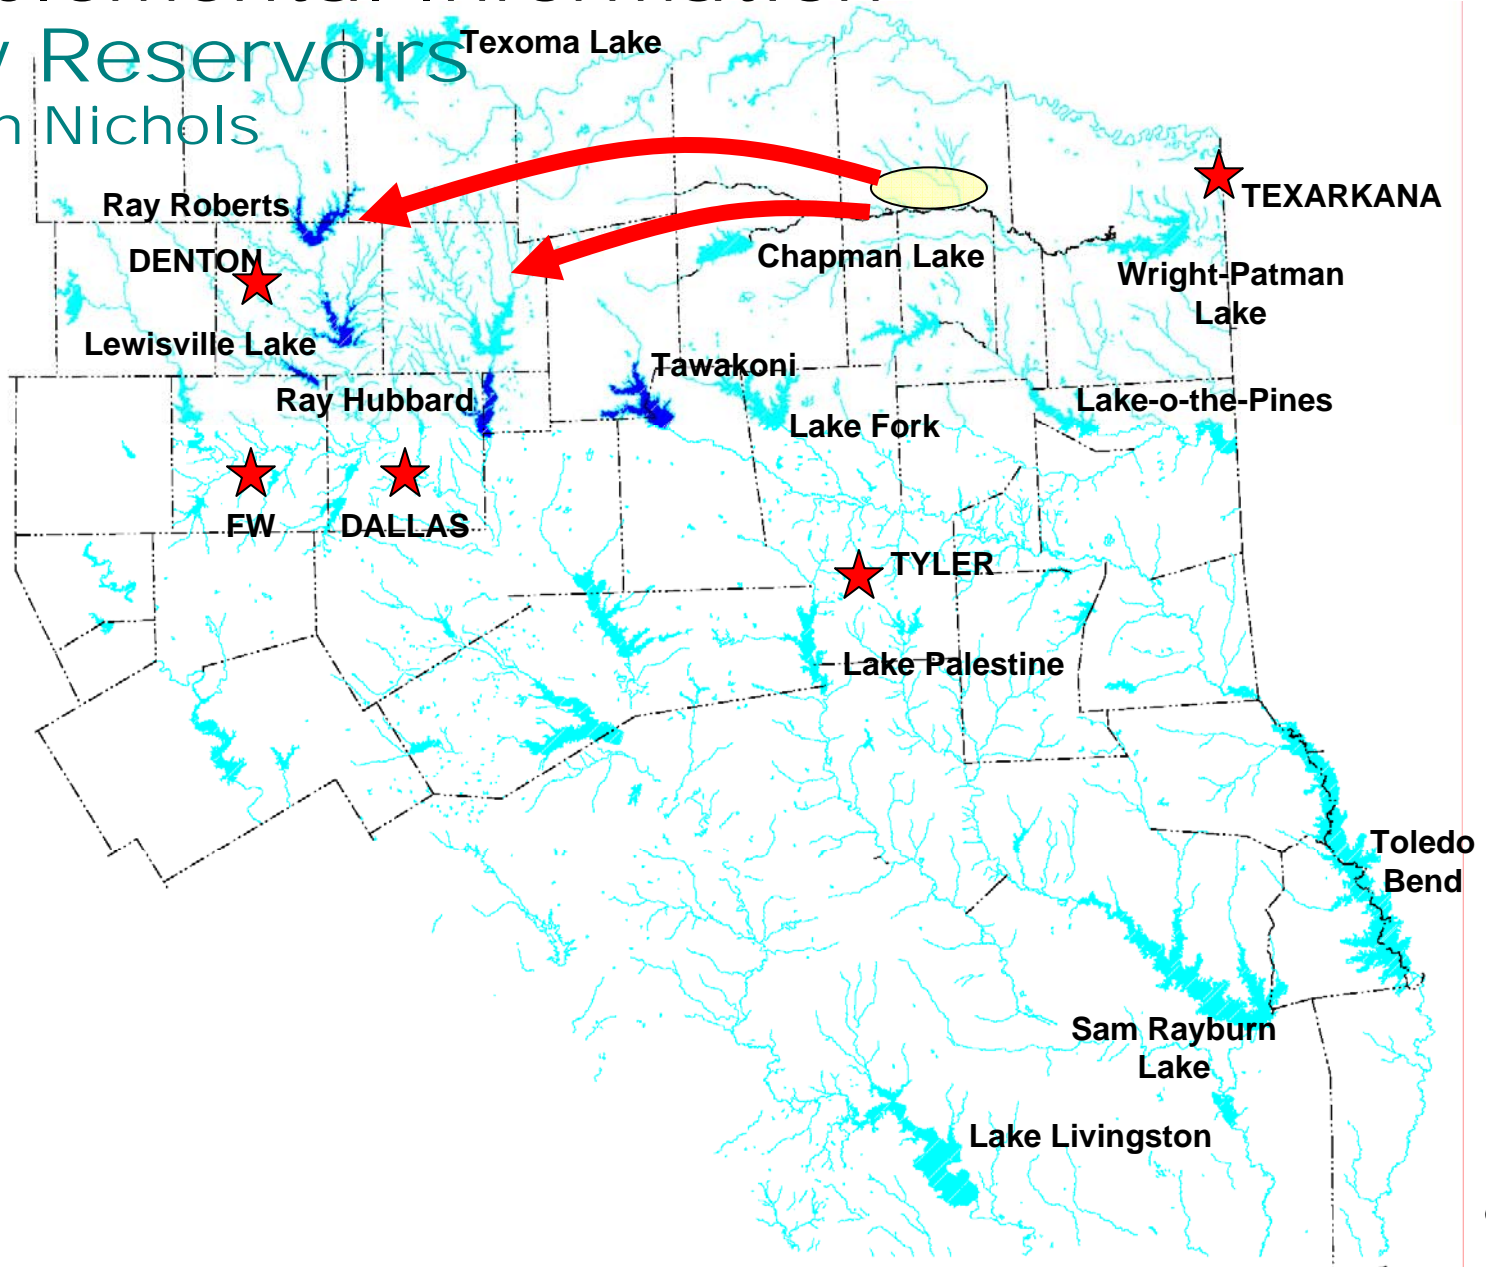 Reservoirs
Nichols
Texoma Lake
Ray Roberts
TEXARKANA
DENTON
Chapman Lake
Wright-Patman
Lake
Lewisville Lake
Tawakoni
Ray Hubbard
Lake-o-the-Pines
Lake Fork
FW
DALLAS
TYLER
Lake Palestine
Toledo
Bend
Sam Rayburn
Lake
Lake Livingston